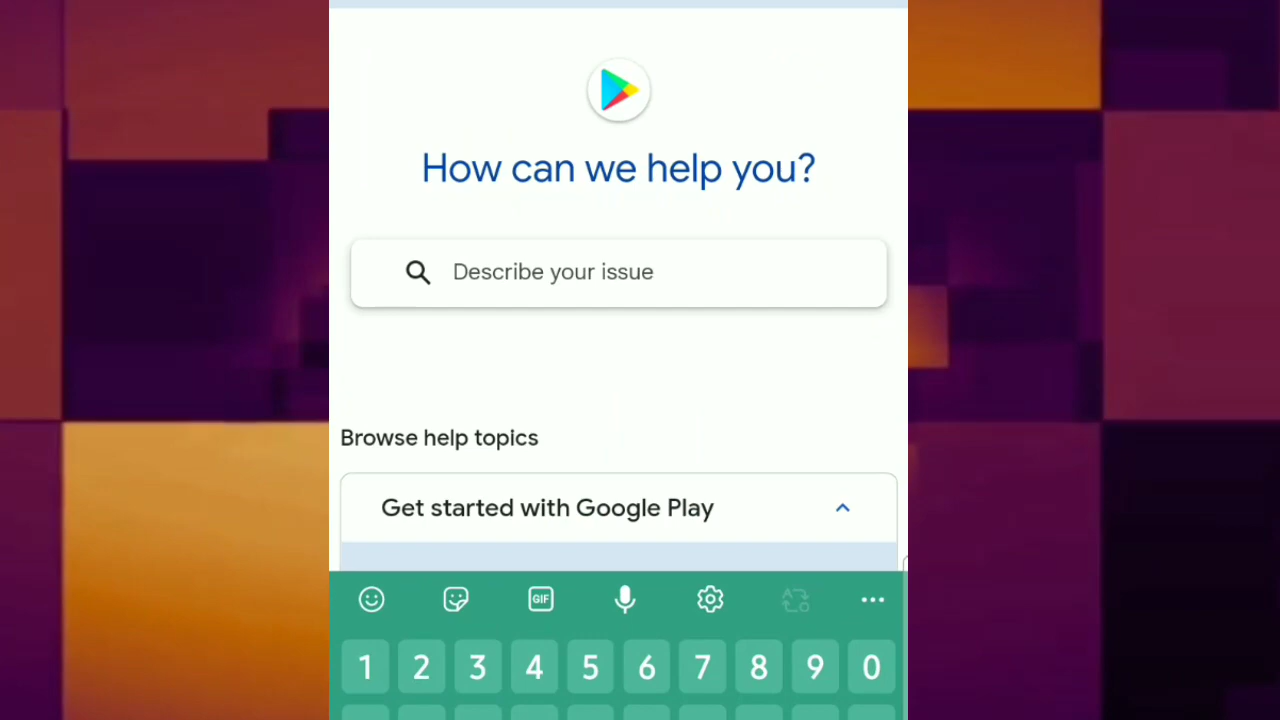 How can we help you?
Describe your issue
Browse help topics
Get started with Google Play
GIF
1 2 3 4 5 6 7 8 9 0